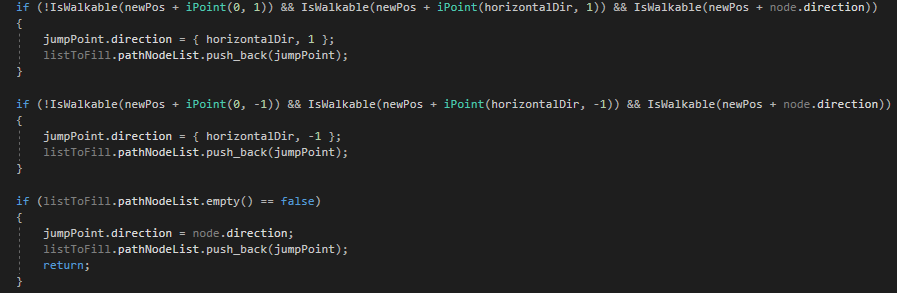 if (!IsWalkable(newPos + iPoint(0, 1)) && IsWalkable(newPos + iPoint(horizontalDir, 1)) && IsWalkable(newPos + node.direction))
{
    jumpPoint.direction = { horizontalDir, 1 };
    listToFill.pathNodeList.push_back(jumpPoint);
}

if (!IsWalkable(newPos + iPoint(0, -1)) && IsWalkable(newPos + iPoint(horizontalDir, -1)) && IsWalkable(newPos + node.direction))
{
    jumpPoint.direction = { horizontalDir, -1 };
    listToFill.pathNodeList.push_back(jumpPoint);
}

if (listToFill.pathNodeList.empty() == false)
{
    jumpPoint.direction = node.direction;
    listToFill.pathNodeList.push_back(jumpPoint);
    return;
}